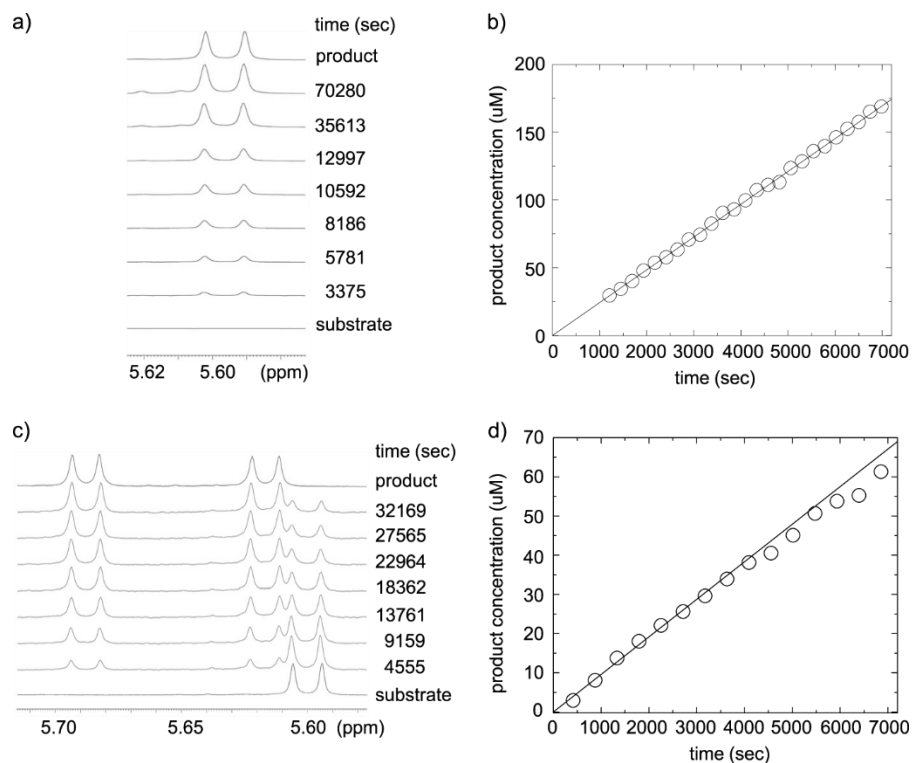 a)
time (sec)
product
70280
35613
12997
10592
8186
5781
3375
substrate
5.62 5.60 (ppm)
b)
product concentration (uM)
200
150
100
50
0
0 1000 2000 3000 4000 5000 6000 7000
time (sec)
c)
time (sec)
product
32169
27565
22964
18362
13761
9159
4555
substrate
5.70 5.65 5.60 (ppm)
d)
product concentration (uM)
70
60
50
40
30
20
10
0
0 1000 2000 3000 4000 5000 6000 7000
time (sec)